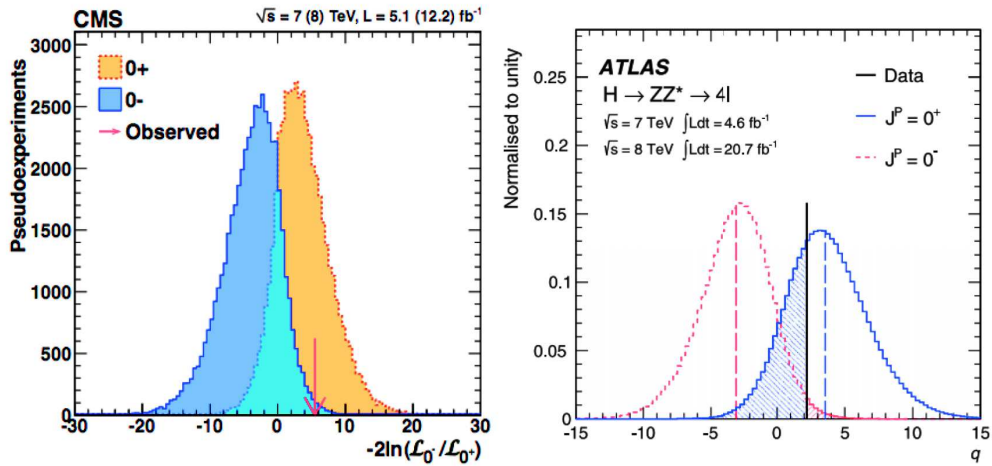 CMS
√s = 7 (8) TeV, L = 5.1 (12.2) fb⁻¹
Pseudoexperiments
3000
2500
2000
1500
1000
500
0
0+
0-
Observed
-30 -20 -10 0 10 20 30
-2ln(ℒ₀-/ℒ₀+)
Normalised to unity
0.25
0.2
0.15
0.1
0.05
0
ATLAS
H → ZZ* → 4l
√s = 7 TeV ∫Ldt = 4.6 fb⁻¹
√s = 8 TeV ∫Ldt = 20.7 fb⁻¹
Data
Jᴾ = 0⁺
Jᴾ = 0⁻
-15 -10 -5 0 5 10 15
q